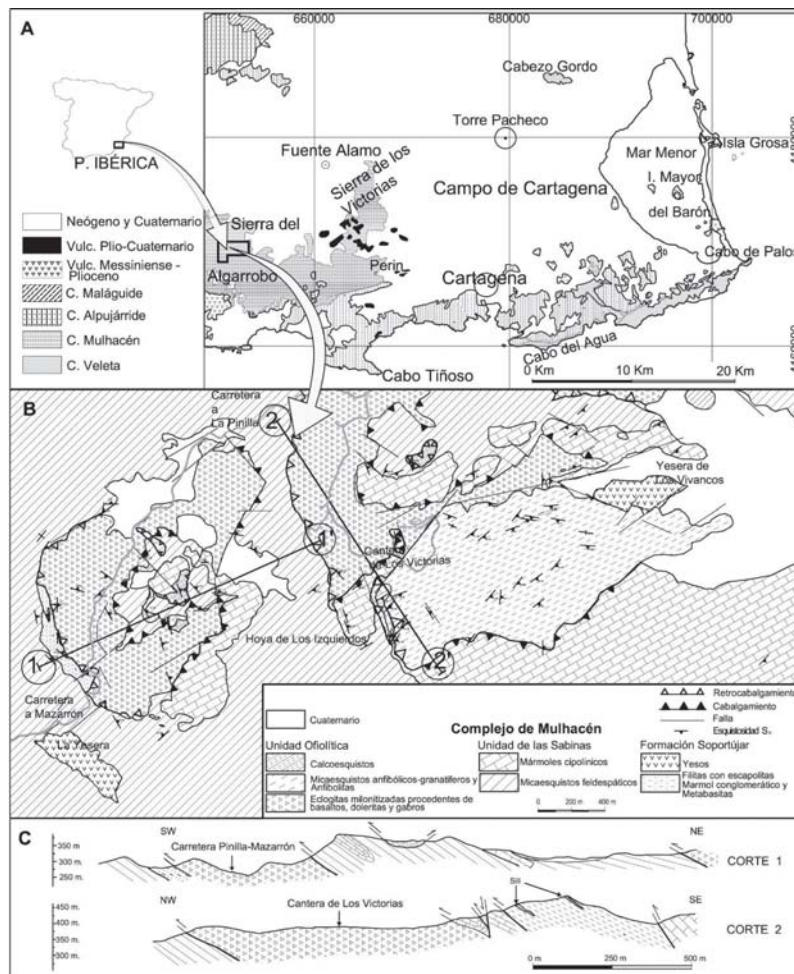 A
660000
680000
700000
Cabezo Gordo
Torre Pacheco
4180000
Isla Grosa
Mar Menor
I. Mayor
del Barón
P. IBÉRICA
Fuente Alamo
Sierra de los
Victorias
Campo de Cartagena
Cabo de Palos
Neógeno y Cuaternario
Vulc. Plio-Cuaternario
Vulc. Messiniense -
Plioceno
C. Maláguide
C. Alpujárride
C. Mulhacén
C. Veleta
Sierra del
Algarrobo
Perin
Cartagena
Cabo del Agua
Cabo Tiñoso
4160000
0 Km
10 Km
20 Km
B
Carretera
a
La Pinilla
2
Yesera de
Los Vivancos
1
Cantera
de Los Victorias
Hoya de Los Izquierdos
1
2
Carretera
a Mazarrón
La Yesera
Retrocabalgamiento
Cabalgamiento
Falla
Cuaternario
Complejo de Mulhacén
Unidad Ofiolítica
Calcoesquistos
Micaesquistos anfibólicos-granatíferos y
Anfibolitas
Eclogitas milonitizadas procedentes de
basaltos, doleritas y gabros
Unidad de las Sabinas
Mármoles cipolínicos
Micaesquistos feldespáticos
0
200 m
400 m
Formación Soportújar
Yesos
Filitas con escapolitas
Marmol conglomerático y
Metabasitas
C
SW
NE
350 m.
300 m.
250 m.
Carretera Pinilla-Mazarrón
CORTE 1
NW
SE
450 m.
400 m.
350 m.
300 m.
Cantera de Los Victorias
Sill
CORTE 2
0 m
250 m
500 m